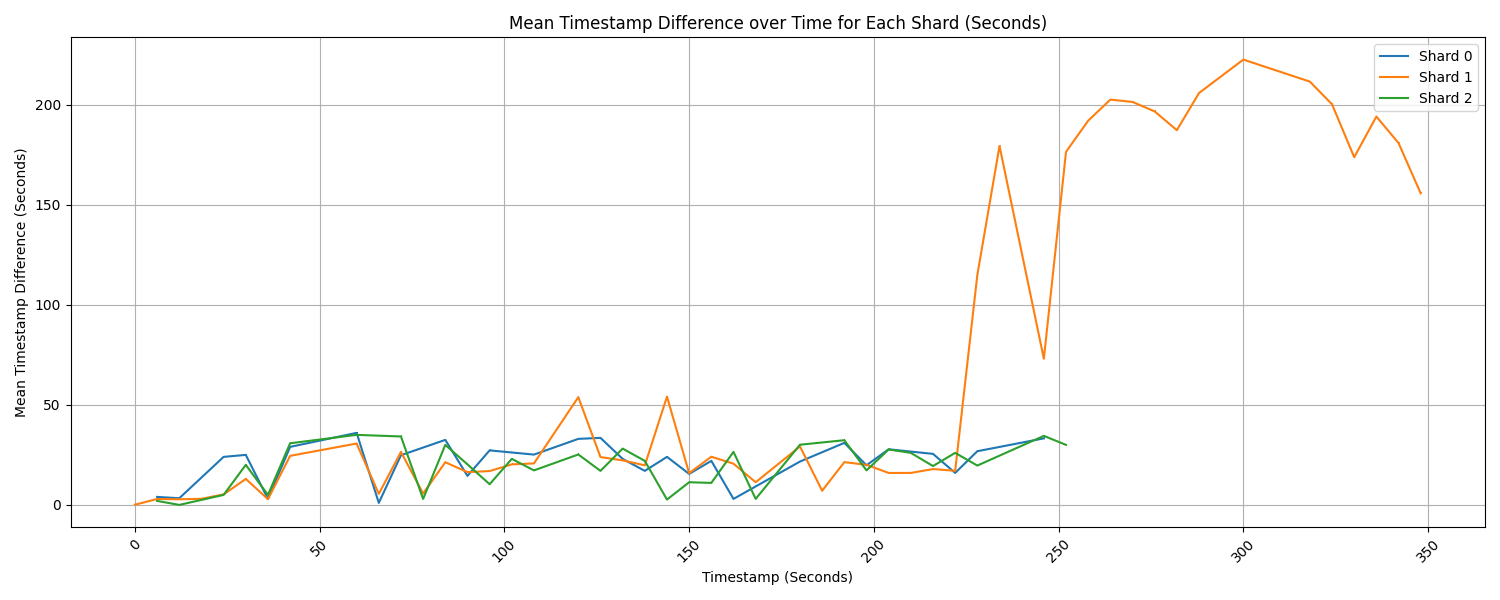 Mean Timestamp Difference over Time for Each Shard (Seconds)
Shard 0
Shard 1
Shard 2
Mean Timestamp Difference (Seconds)
200
150
100
50
0
0
50
100
150
200
250
300
350
Timestamp (Seconds)